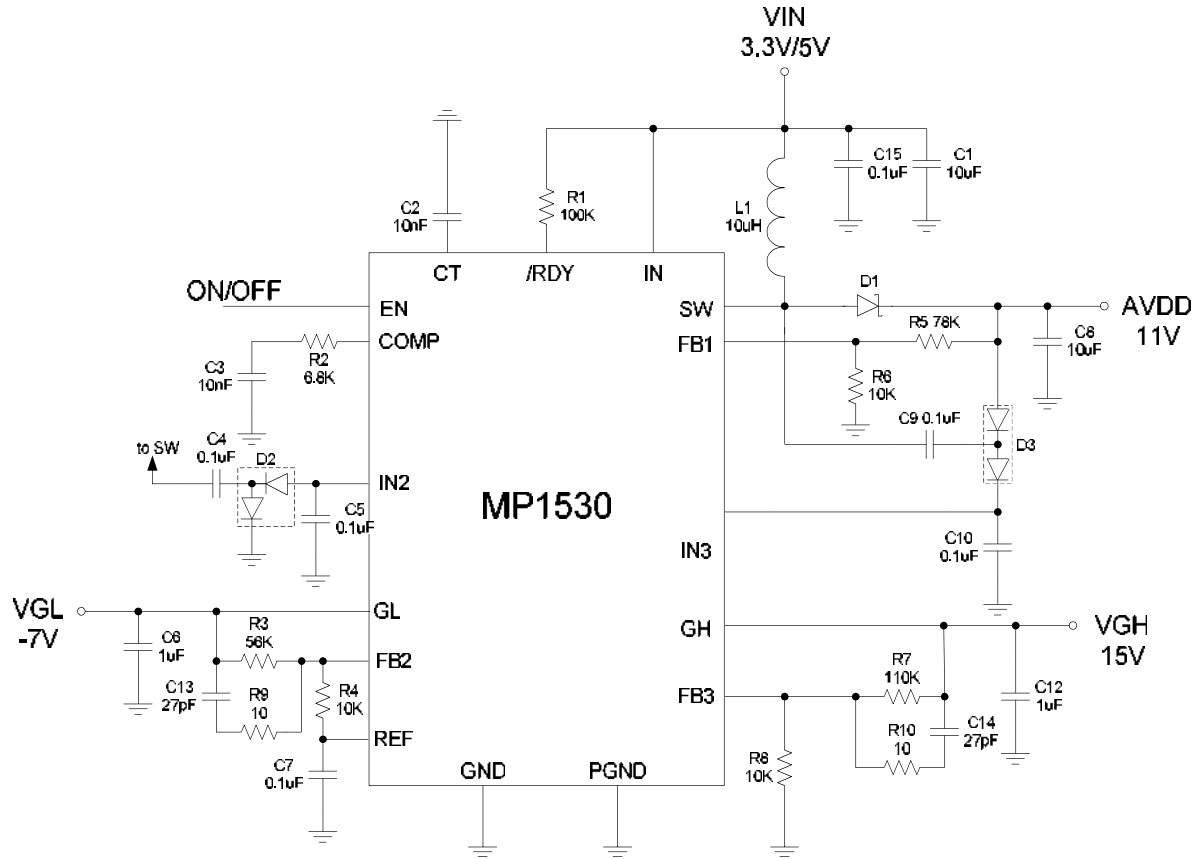 VIN
3.3V/5V
C15
0.1uF
C1
10uF
C2
10nF
R1
100K
L1
10uH
CT
/RDY
IN
ON/OFF
EN
SW
D1
AVDD
11V
COMP
FB1
R5 78K
C8
10uF
R2
6.8K
C3
10nF
R6
10K
C9 0.1uF
D3
to SW
C4
0.1uF
D2
IN2
C5
0.1uF
MP1530
IN3
C10
0.1uF
VGL
-7V
GL
GH
VGH
15V
C6
1uF
R3
56K
FB2
R7
110K
C13
27pF
R9
10
R4
10K
FB3
C12
1uF
R10
10
C14
27pF
REF
C7
0.1uF
GND
PGND
R8
10K